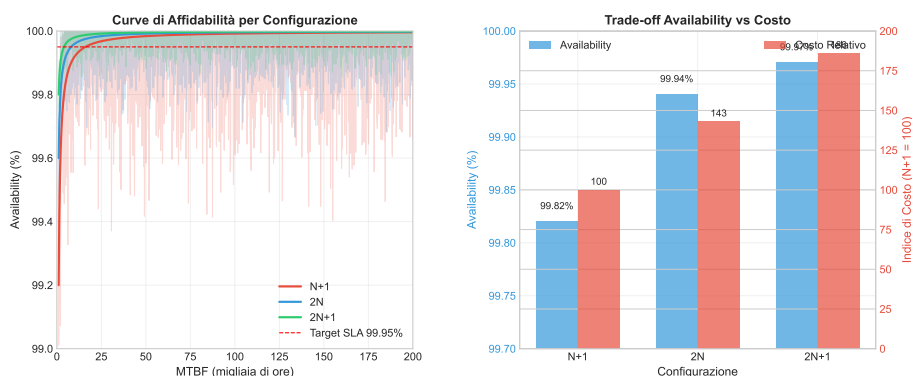 Curve di Affidabilità per Configurazione
100.0
99.8
99.6
99.4
99.2
99.0
Availability (%)
N+1
2N
2N+1
Target SLA 99.95%
0 25 50 75 100 125 150 175 200
MTBF (migliaia di ore)
Trade-off Availability vs Costo
Availability
Costo Relativo
100.00
99.95
99.90
99.85
99.80
99.75
99.70
Availability (%)
99.82%
100
99.94%
143
99.97%
200
175
150
125
100
75
50
25
0
Indice di Costo (N+1 = 100)
N+1 2N 2N+1
Configurazione